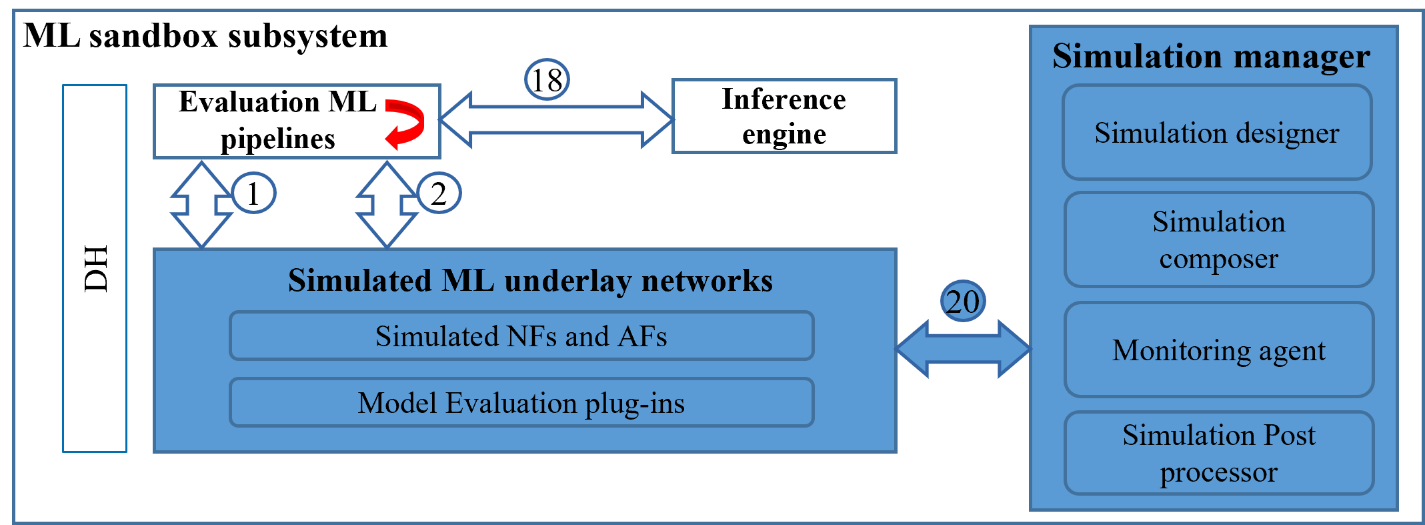 ML sandbox subsystem
DH
Evaluation ML
pipelines
18
Inference
engine
1
2
Simulated ML underlay networks
Simulated NFs and AFs
Model Evaluation plug-ins
20
Simulation manager
Simulation designer
Simulation
composer
Monitoring agent
Simulation Post
processor